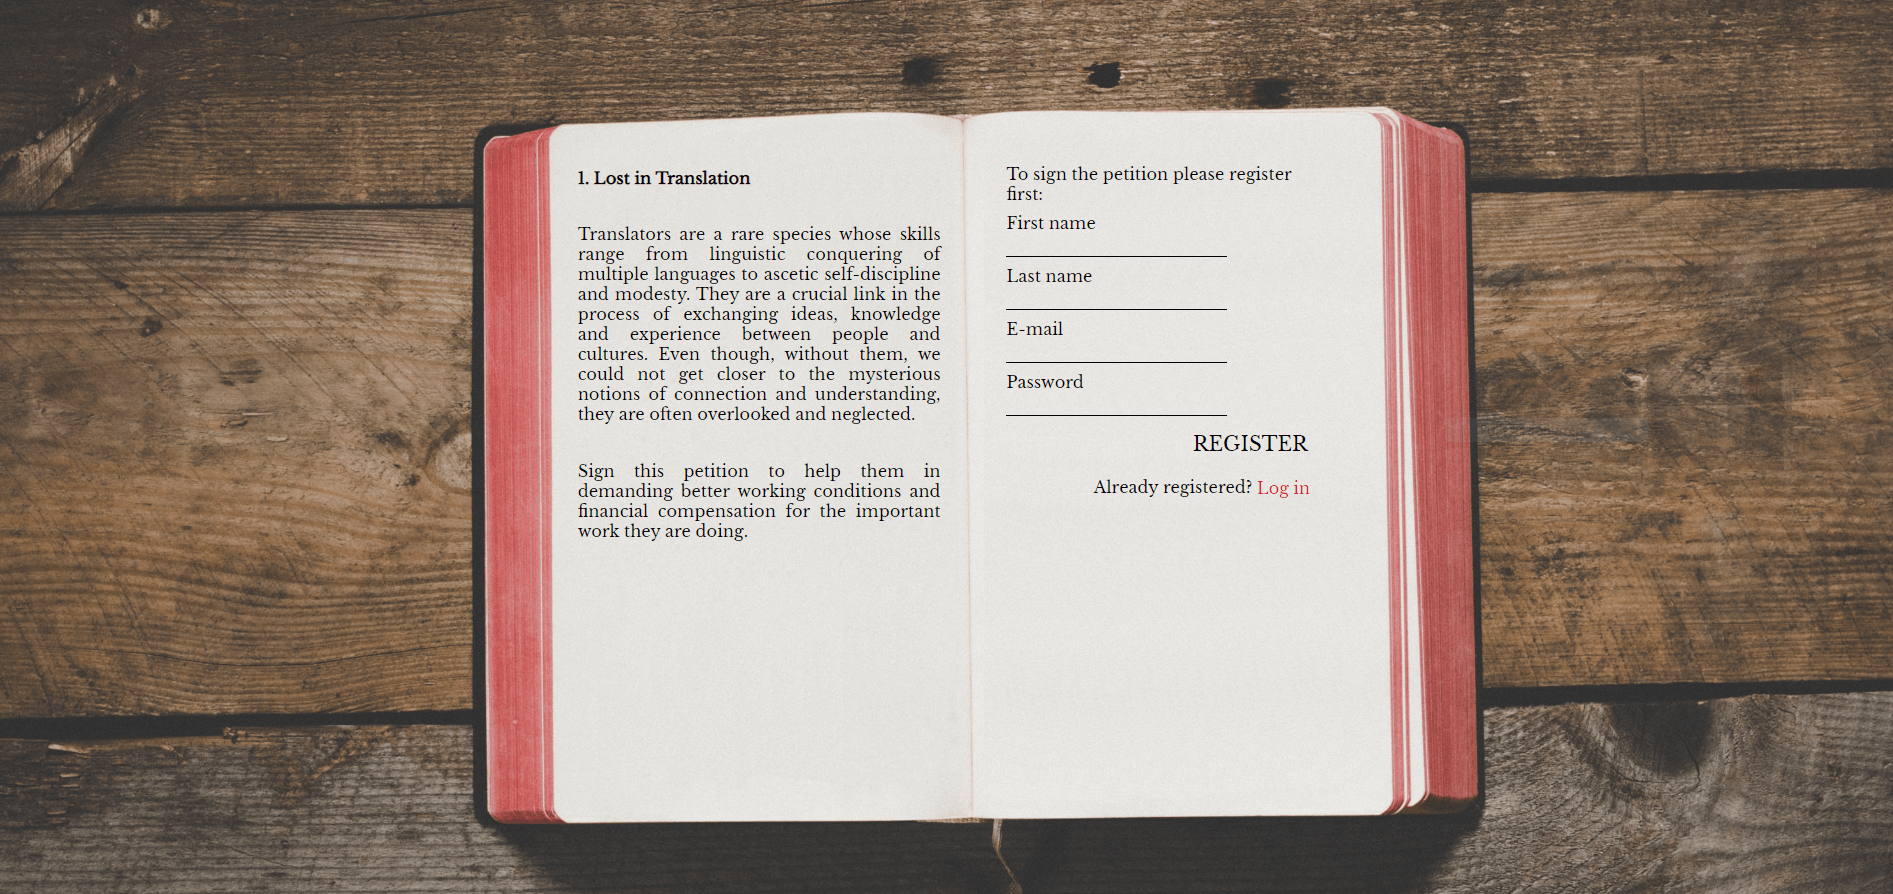 1. Lost in Translation
Translators are a rare species whose skills
range from linguistic conquering of
multiple languages to ascetic self-discipline
and modesty. They are a crucial link in the
process of exchanging ideas, knowledge
and experience between people and
cultures. Even though, without them, we
could not get closer to the mysterious
notions of connection and understanding,
they are often overlooked and neglected.
Sign this petition to help them in
demanding better working conditions and
financial compensation for the important
work they are doing.
To sign the petition please register
first:
First name
Last name
E-mail
Password
REGISTER
Already registered? Log in